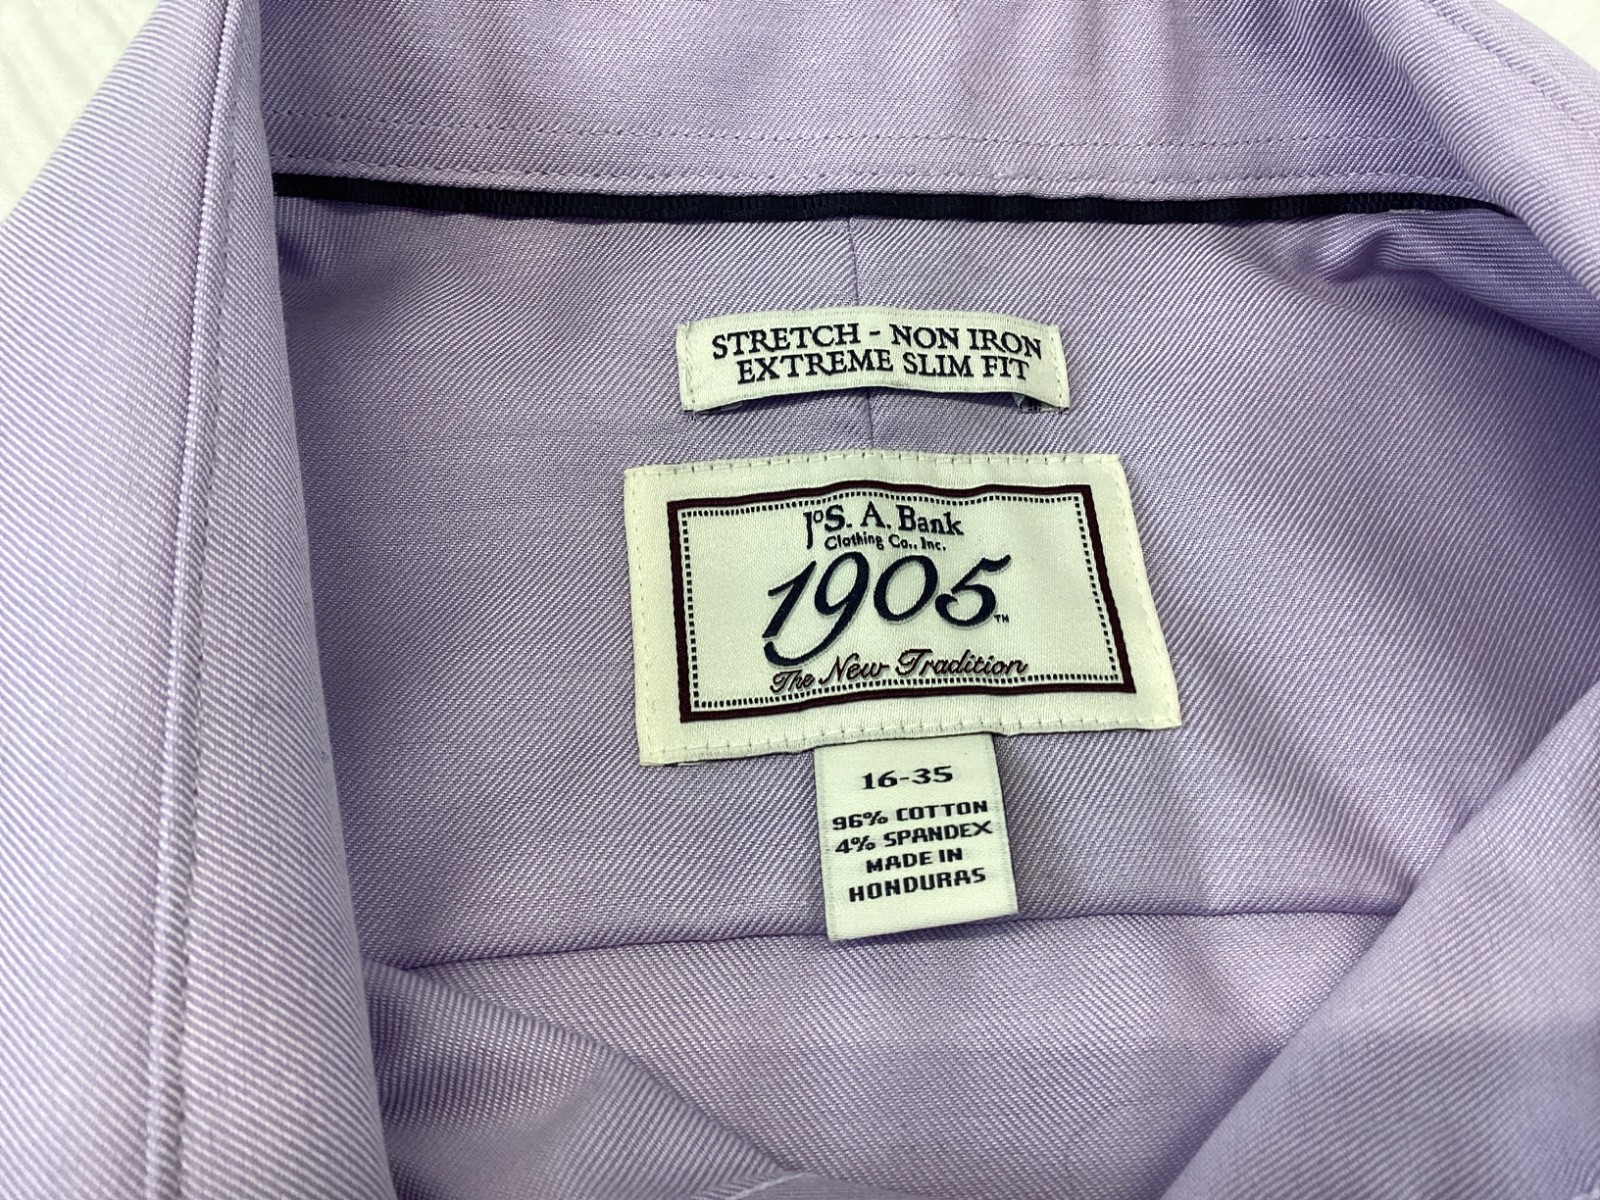 STRETCH - NON IRON
EXTREME SLIM FIT
JoS. A. Bank
Clothing Co., Inc.
1905™
The New Tradition
16-35
96% COTTON
4% SPANDEX
MADE IN
HONDURAS